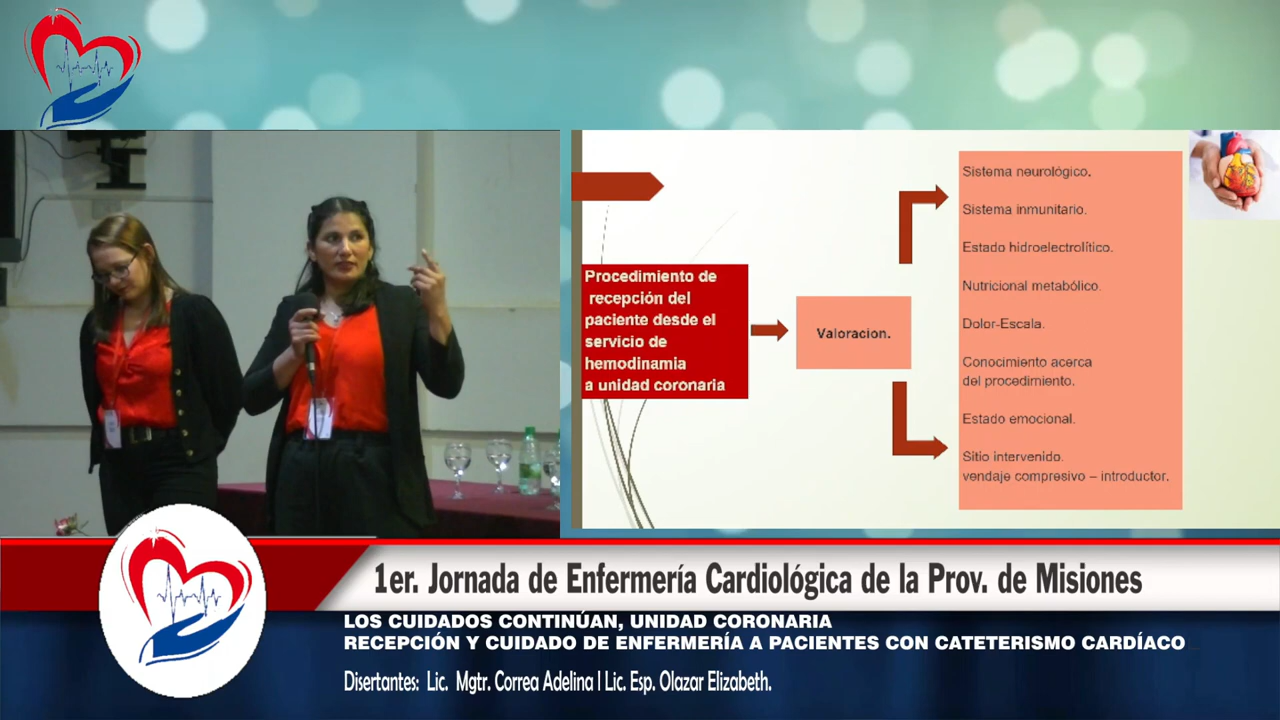 Procedimiento de
recepción del
paciente desde el
servicio de
hemodinamia
a unidad coronaria
Valoracion.
Sistema neurológico.
Sistema inmunitario.
Estado hidroelectrolítico.
Nutricional metabólico.
Dolor-Escala.
Conocimiento acerca
del procedimiento.
Estado emocional.
Sitio intervenido.
vendaje compresivo – introductor.
1er. Jornada de Enfermería Cardiológica de la Prov. de Misiones
LOS CUIDADOS CONTINÚAN, UNIDAD CORONARIA
RECEPCIÓN Y CUIDADO DE ENFERMERÍA A PACIENTES CON CATETERISMO CARDÍACO
Disertantes: Lic. Mgtr. Correa Adelina l Lic. Esp. Olazar Elizabeth.